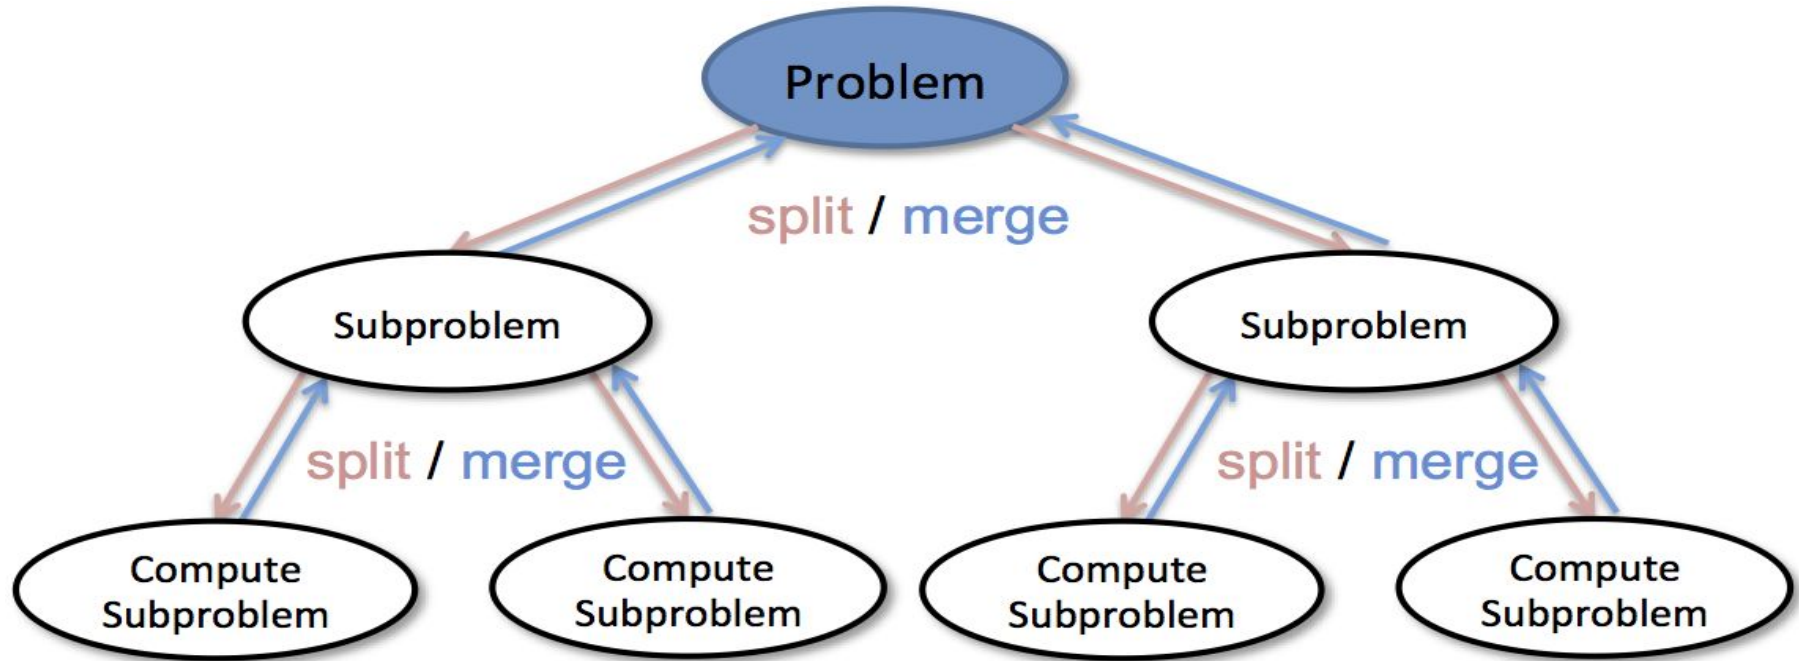 Problem
split / merge
Subproblem
Subproblem
split / merge
split / merge
Compute
Subproblem
Compute
Subproblem
Compute
Subproblem
Compute
Subproblem